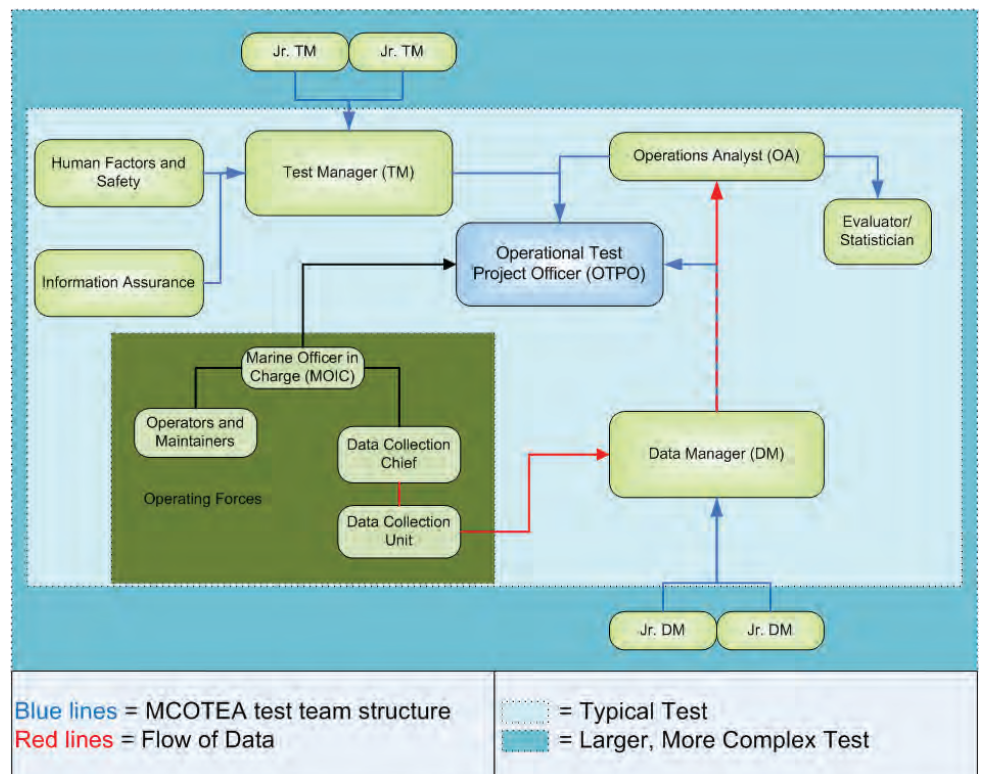 Jr. TM
Jr. TM
Human Factors and
Safety
Test Manager (TM)
Operations Analyst (OA)
Evaluator/
Statistician
Operational Test
Project Officer (OTPO)
Information Assurance
Marine Officer in
Charge (MOIC)
Operators and
Maintainers
Data Collection
Chief
Data Manager (DM)
Operating Forces
Data Collection
Unit
Jr. DM
Jr. DM
Blue lines = MCOTEA test team structure
Red lines = Flow of Data
= Typical Test
= Larger, More Complex Test